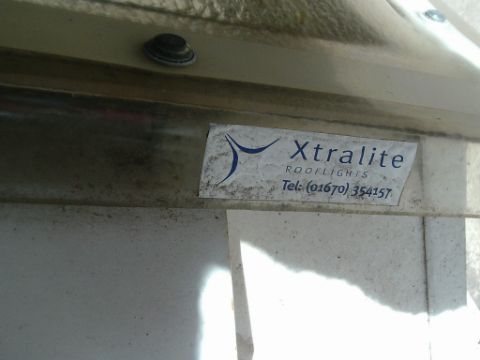 Xtralite
ROOFLIGHTS
Tel: (01670) 354157